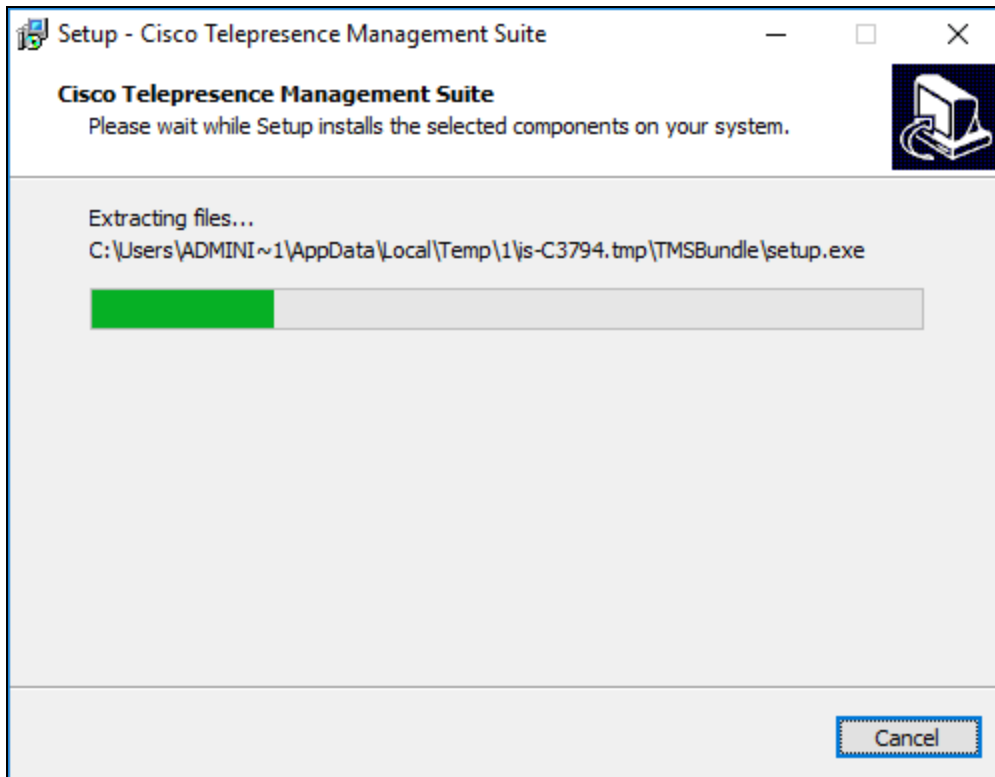 Setup - Cisco Telepresence Management Suite
Cisco Telepresence Management Suite
Please wait while Setup installs the selected components on your system.
Extracting files...
C:\Users\ADMINI~1\AppData\Local\Temp\1\is-C3794.tmp\TMSBundle\setup.exe
Cancel